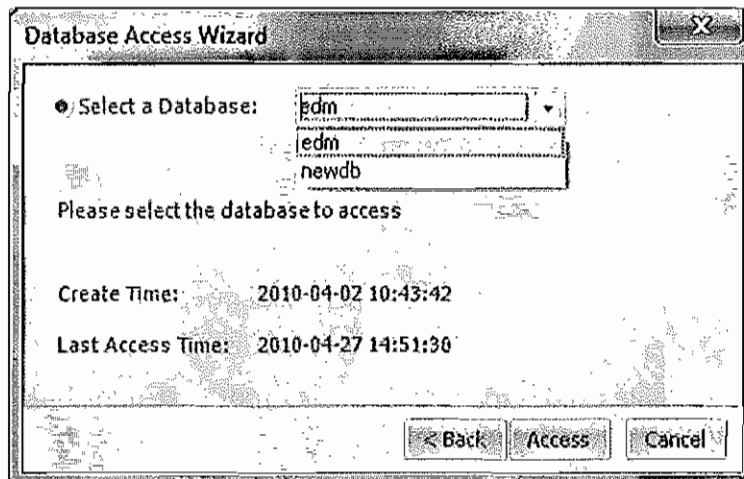 Database Access Wizard
Select a Database: edm
edm
newdb
Please select the database to access
Create Time: 2010-04-02 10:43:42
Last Access Time: 2010-04-27 14:51:38
< Back Access Cancel